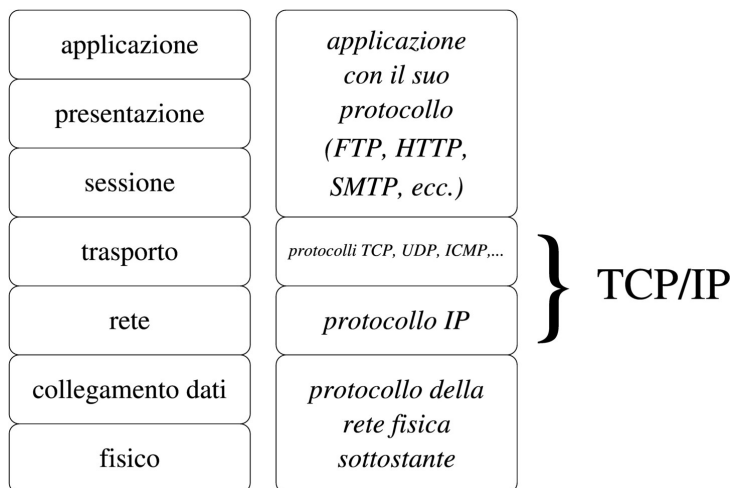 applicazione
presentazione
sessione
trasporto
rete
collegamento dati
fisico
applicazione
con il suo
protocollo
(FTP, HTTP,
SMTP, ecc.)
protocolli TCP, UDP, ICMP,...
protocollo IP
protocollo della
rete fisica
sottostante
} TCP/IP